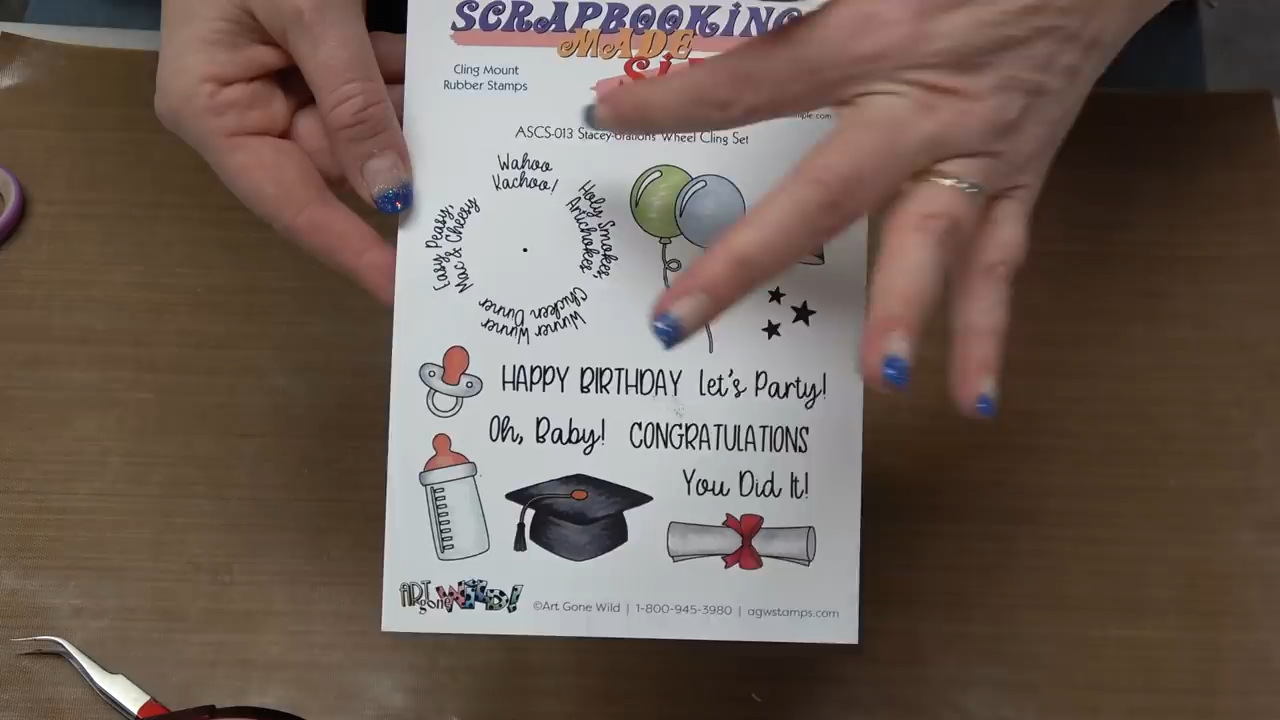 SCRAPBOOKING
MADE
Cling Mount
Rubber Stamps
ASCS-013 Stacey-brations Wheel Cling Set
Wahoo
Kachoo!
Holy Smokes,
Artichokes
Winner Winner
Chicken Dinner
Easy Peasy,
Mac & Cheesy
HAPPY BIRTHDAY Let's Party!
Oh, Baby! CONGRATULATIONS
You Did It!
ART gone Wild!
©Art Gone Wild | 1-800-945-3980 | agwstamps.com